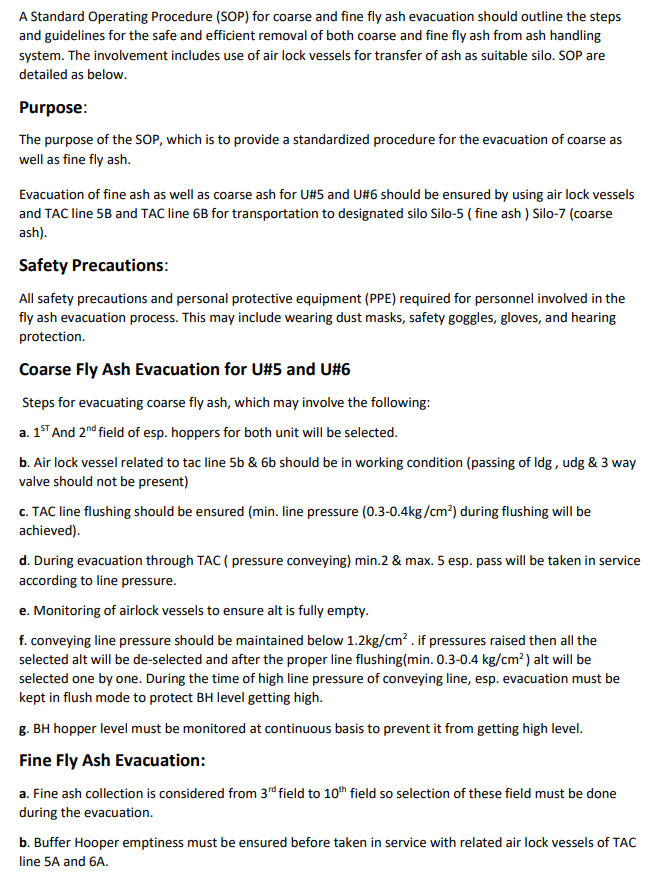 A Standard Operating Procedure (SOP) for coarse and fine fly ash evacuation should outline the steps
and guidelines for the safe and efficient removal of both coarse and fine fly ash from ash handling
system. The involvement includes use of air lock vessels for transfer of ash as suitable silo. SOP are
detailed as below.
Purpose:
The purpose of the SOP, which is to provide a standardized procedure for the evacuation of coarse as
well as fine fly ash.
Evacuation of fine ash as well as coarse ash for U#5 and U#6 should be ensured by using air lock vessels
and TAC line 5B and TAC line 6B for transportation to designated silo Silo-5 ( fine ash ) Silo-7 (coarse
ash).
Safety Precautions:
All safety precautions and personal protective equipment (PPE) required for personnel involved in the
fly ash evacuation process. This may include wearing dust masks, safety goggles, gloves, and hearing
protection.
Coarse Fly Ash Evacuation for U#5 and U#6
Steps for evacuating coarse fly ash, which may involve the following:
a. 1ST And 2nd field of esp. hoppers for both unit will be selected.
b. Air lock vessel related to tac line 5b & 6b should be in working condition (passing of ldg , udg & 3 way
valve should not be present)
c. TAC line flushing should be ensured (min. line pressure (0.3-0.4kg/cm²) during flushing will be
achieved).
d. During evacuation through TAC ( pressure conveying) min.2 & max. 5 esp. pass will be taken in service
according to line pressure.
e. Monitoring of airlock vessels to ensure alt is fully empty.
f. conveying line pressure should be maintained below 1.2kg/cm² . if pressures raised then all the
selected alt will be de-selected and after the proper line flushing(min. 0.3-0.4 kg/cm² ) alt will be
selected one by one. During the time of high line pressure of conveying line, esp. evacuation must be
kept in flush mode to protect BH level getting high.
g. BH hopper level must be monitored at continuous basis to prevent it from getting high level.
Fine Fly Ash Evacuation:
a. Fine ash collection is considered from 3rd field to 10th field so selection of these field must be done
during the evacuation.
b. Buffer Hooper emptiness must be ensured before taken in service with related air lock vessels of TAC
line 5A and 6A.